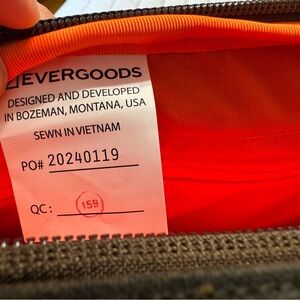 EVERGOODS
DESIGNED AND DEVELOPED
IN BOZEMAN, MONTANA, USA
SEWN IN VIETNAM
PO# 20240119
QC: 159